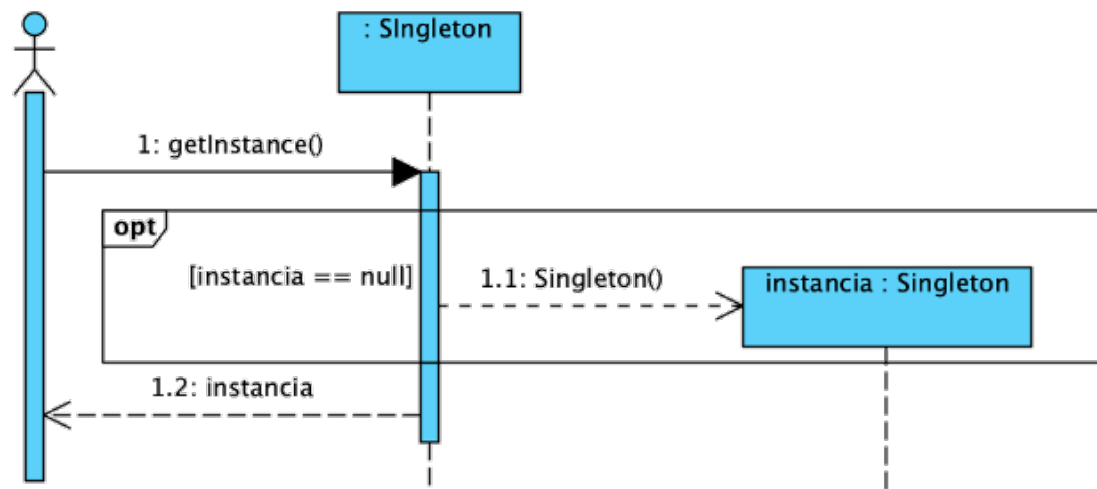 : SIngleton
1: getInstance()
opt
[instancia == null]
1.1: Singleton()
instancia : Singleton
1.2: instancia